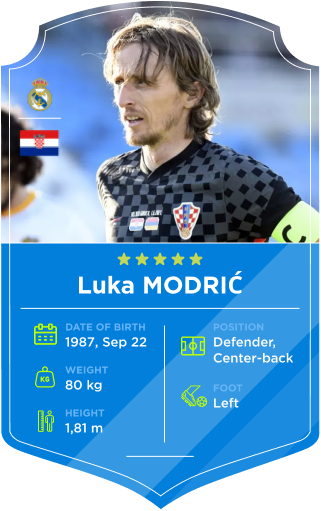 Luka MODRIĆ
DATE OF BIRTH
1987, Sep 22
WEIGHT
KG
80 kg
HEIGHT
1,81 m
POSITION
Defender,
Center-back
FOOT
Left